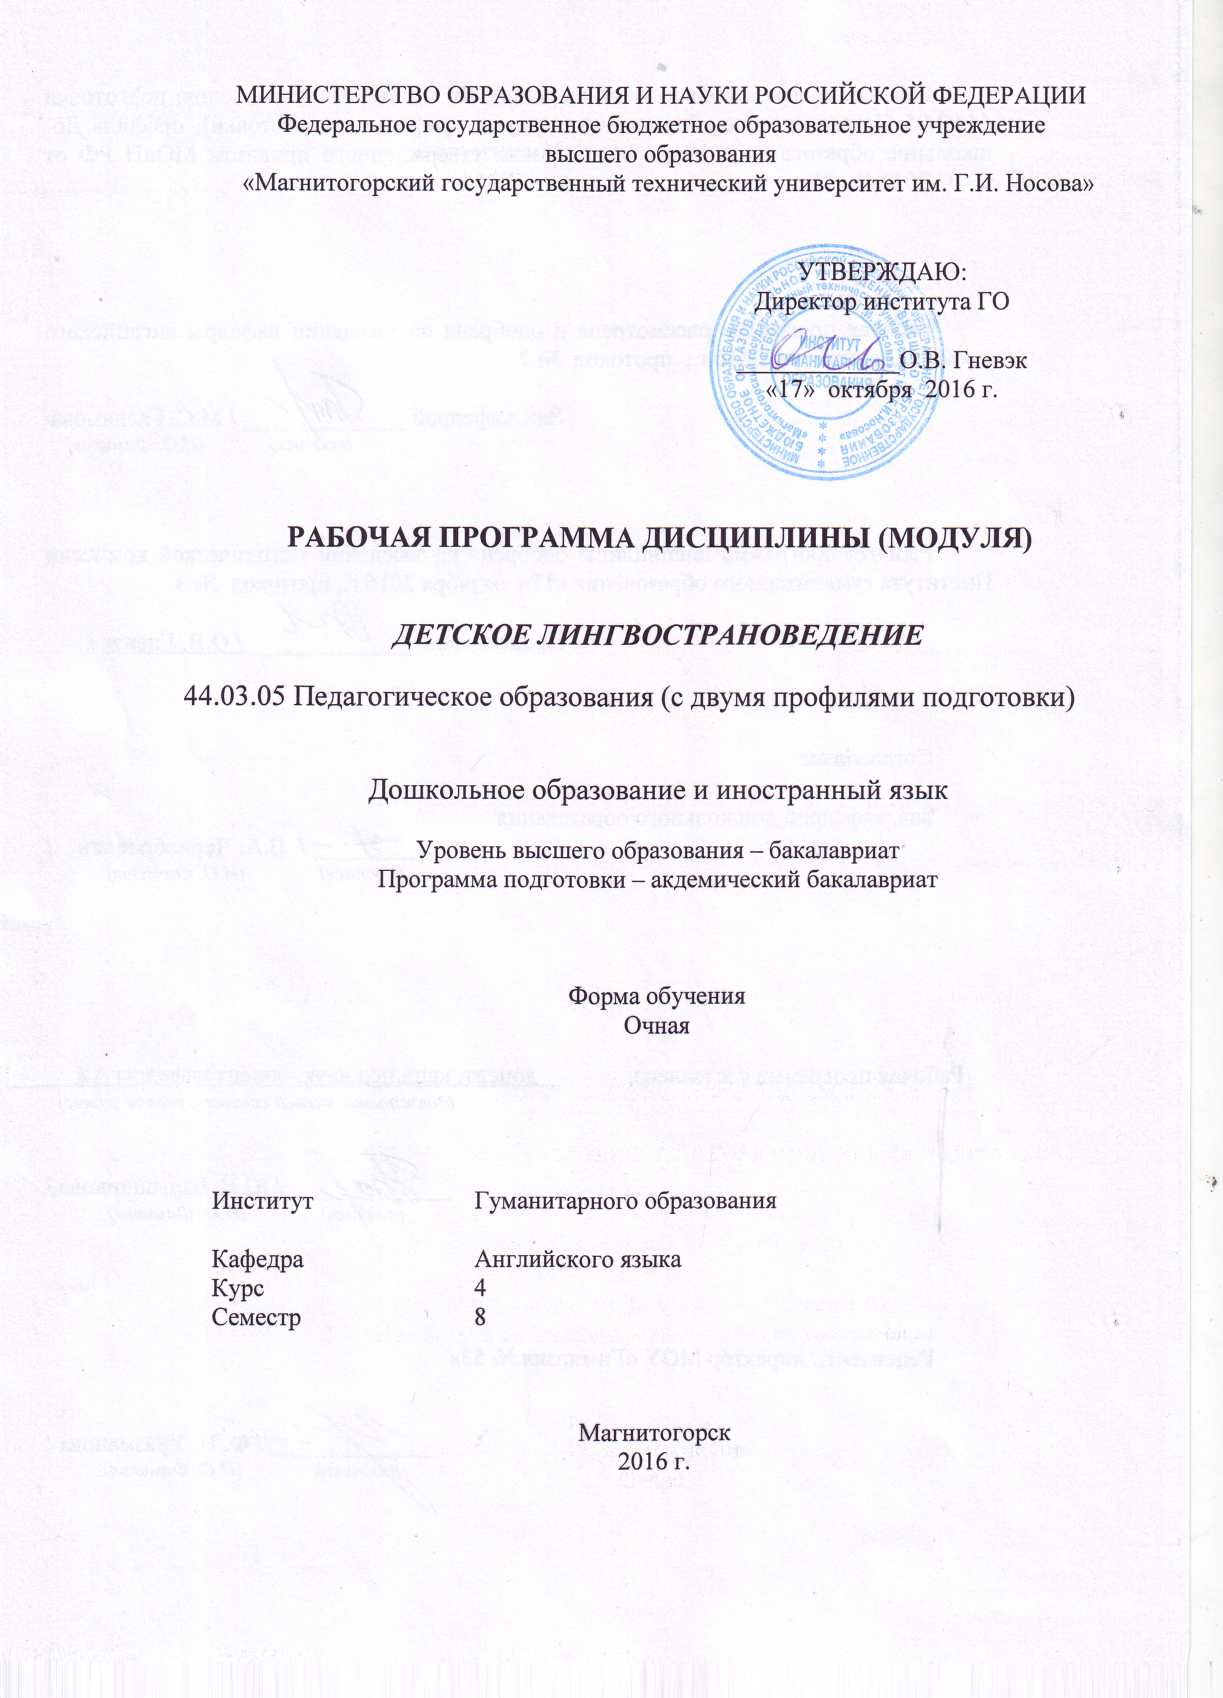 МИНИСТЕРСТВО ОБРАЗОВАНИЯ И НАУКИ РОССИЙСКОЙ ФЕДЕРАЦИИ
Федеральное государственное бюджетное образовательное учреждение
высшего образования
«Магнитогорский государственный технический университет им. Г.И. Носова»
УТВЕРЖДАЮ:
Директор института ГО
О.В. Гневэк
«17» октября 2016 г.
ИНСТИТУТ
ГУМАНИТАРНОГО
ОБРАЗОВАНИЯ
РАБОЧАЯ ПРОГРАММА ДИСЦИПЛИНЫ (МОДУЛЯ)
ДЕТСКОЕ ЛИНГВОСТРАНОВЕДЕНИЕ
44.03.05 Педагогическое образования (с двумя профилями подготовки)
Дошкольное образование и иностранный язык
Уровень высшего образования – бакалавриат
Программа подготовки – акдемический бакалавриат
Форма обучения
Очная
Институт Гуманитарного образования
Кафедра Английского языка
Курс 4
Семестр 8
Магнитогорск
2016 г.